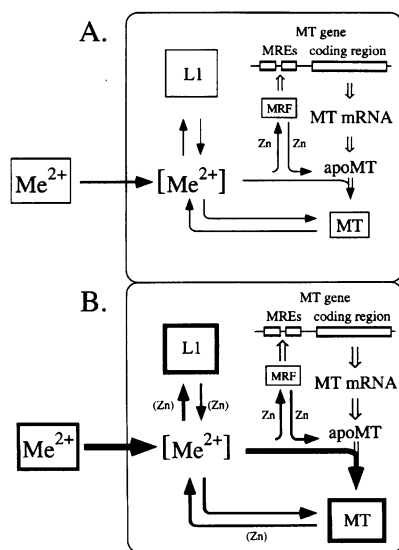 A.
MT gene
MREs coding region
L1
MRF
MT mRNA
Zn Zn
apoMT
Me2+
[Me2+]
MT
B.
MT gene
MREs coding region
L1
MRF
MT mRNA
(Zn) (Zn)
Zn Zn
apoMT
Me2+
[Me2+]
MT
(Zn)